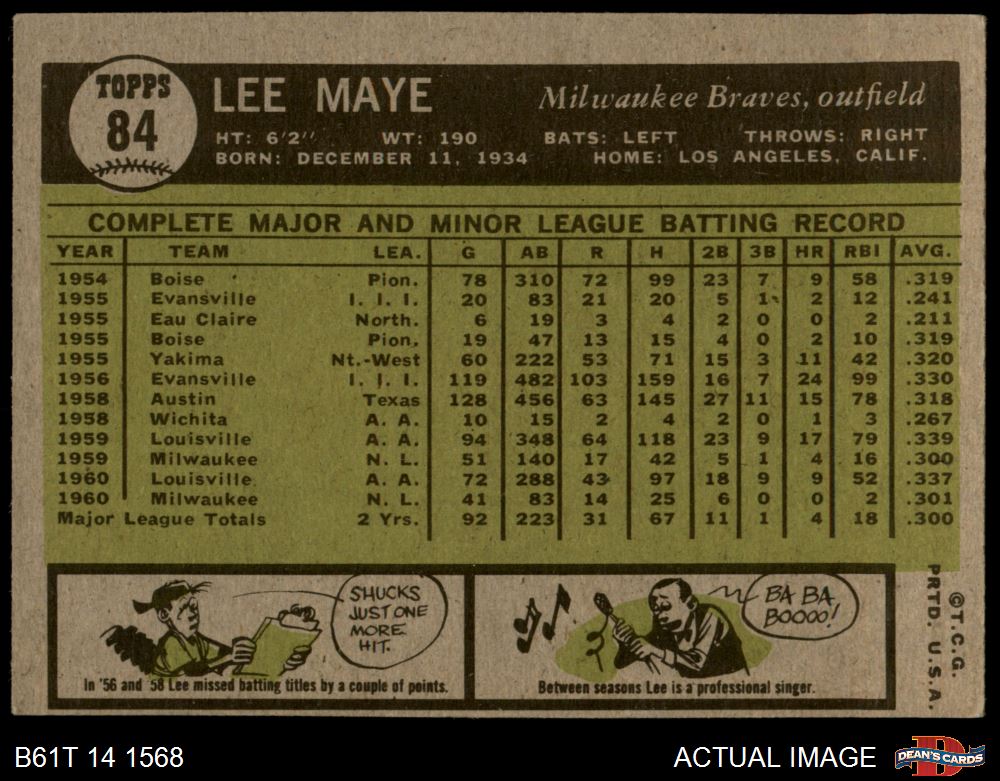 TOPPS
84
LEE MAYE
Milwaukee Braves, outfield
HT: 6'2" WT: 190 BATS: LEFT THROWS: RIGHT
BORN: DECEMBER 11, 1934 HOME: LOS ANGELES, CALIF.
COMPLETE MAJOR AND MINOR LEAGUE BATTING RECORD
YEAR TEAM LEA. G AB R H 2B 3B HR RBI AVG.
1954 Boise Pion. 78 310 72 99 23 7 9 58 .319
1955 Evansville I. I. I. 20 83 21 20 5 1 2 12 .241
1955 Eau Claire North. 6 19 3 4 2 0 0 2 .211
1955 Boise Pion. 19 47 13 15 4 0 2 10 .319
1955 Yakima Nt.-West 60 222 53 71 15 3 11 42 .320
1956 Evansville I. I. I. 119 482 103 159 16 7 24 99 .330
1958 Austin Texas 128 456 63 145 27 11 15 78 .318
1958 Wichita A. A. 10 15 2 4 2 0 1 3 .267
1959 Louisville A. A. 94 348 64 118 23 9 17 79 .339
1959 Milwaukee N. L. 51 140 17 42 5 1 4 16 .300
1960 Louisville A. A. 72 288 43 97 18 9 9 52 .337
1960 Milwaukee N. L. 41 83 14 25 6 0 0 2 .301
Major League Totals 2 Yrs. 92 223 31 67 11 1 4 18 .300
SHUCKS
JUST ONE
MORE
HIT.
In '56 and '58 Lee missed batting titles by a couple of points.
BA BA
BOOOO!
Between seasons Lee is a professional singer.
©T.C.G.
PRTD. U.S.A.
B61T 14 1568
ACTUAL IMAGE
D
DEAN'S CARDS